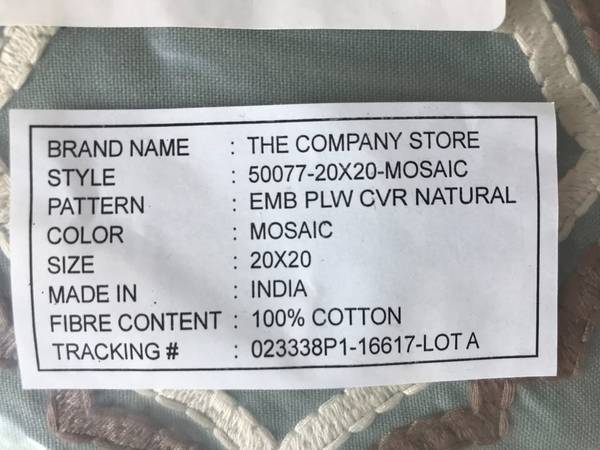 BRAND NAME : THE COMPANY STORE
STYLE : 50077-20X20-MOSAIC
PATTERN : EMB PLW CVR NATURAL
COLOR : MOSAIC
SIZE : 20X20
MADE IN : INDIA
FIBRE CONTENT : 100% COTTON
TRACKING # : 023338P1-16617-LOT A